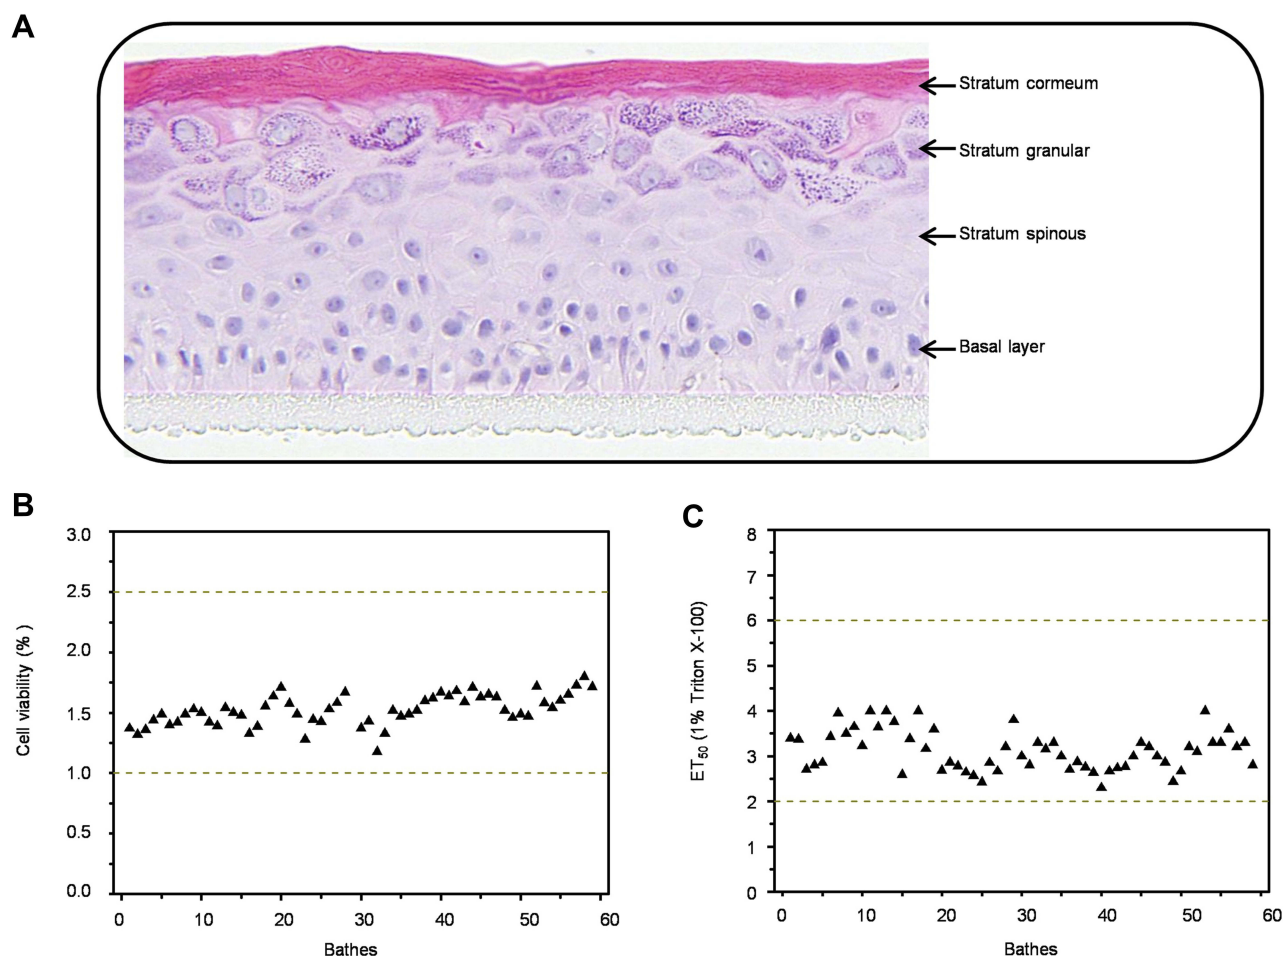 A
Stratum cormeum
Stratum granular
Stratum spinous
Basal layer
B
3.0
2.5
2.0
1.5
1.0
0.5
0.0
Cell viability (% )
0 10 20 30 40 50 60
Bathes
C
8
7
6
5
4
3
2
1
0
ET50 (1% Triton X-100)
0 10 20 30 40 50 60
Bathes